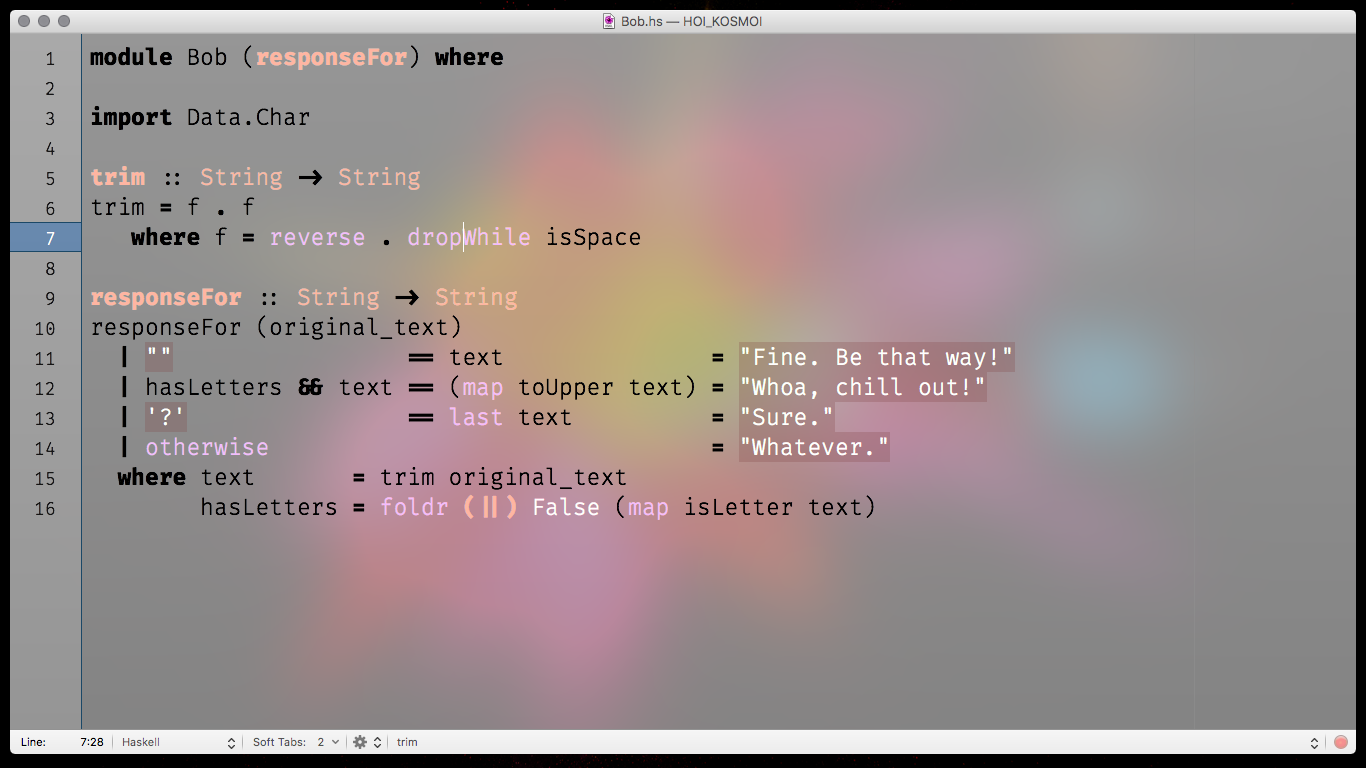 Bob.hs — HOI_KOSMOI
1 module Bob (responseFor) where
2
3 import Data.Char
4
5 trim :: String → String
6 trim = f . f
7    where f = reverse . dropWhile isSpace
8
9 responseFor :: String → String
10 responseFor (original_text)
11   | ""                 == text               = "Fine. Be that way!"
12   | hasLetters && text == (map toUpper text) = "Whoa, chill out!"
13   | '?'                == last text          = "Sure."
14   | otherwise                                = "Whatever."
15   where text       = trim original_text
16         hasLetters = foldr (||) False (map isLetter text)
Line: 7:28 Haskell Soft Tabs: 2 trim